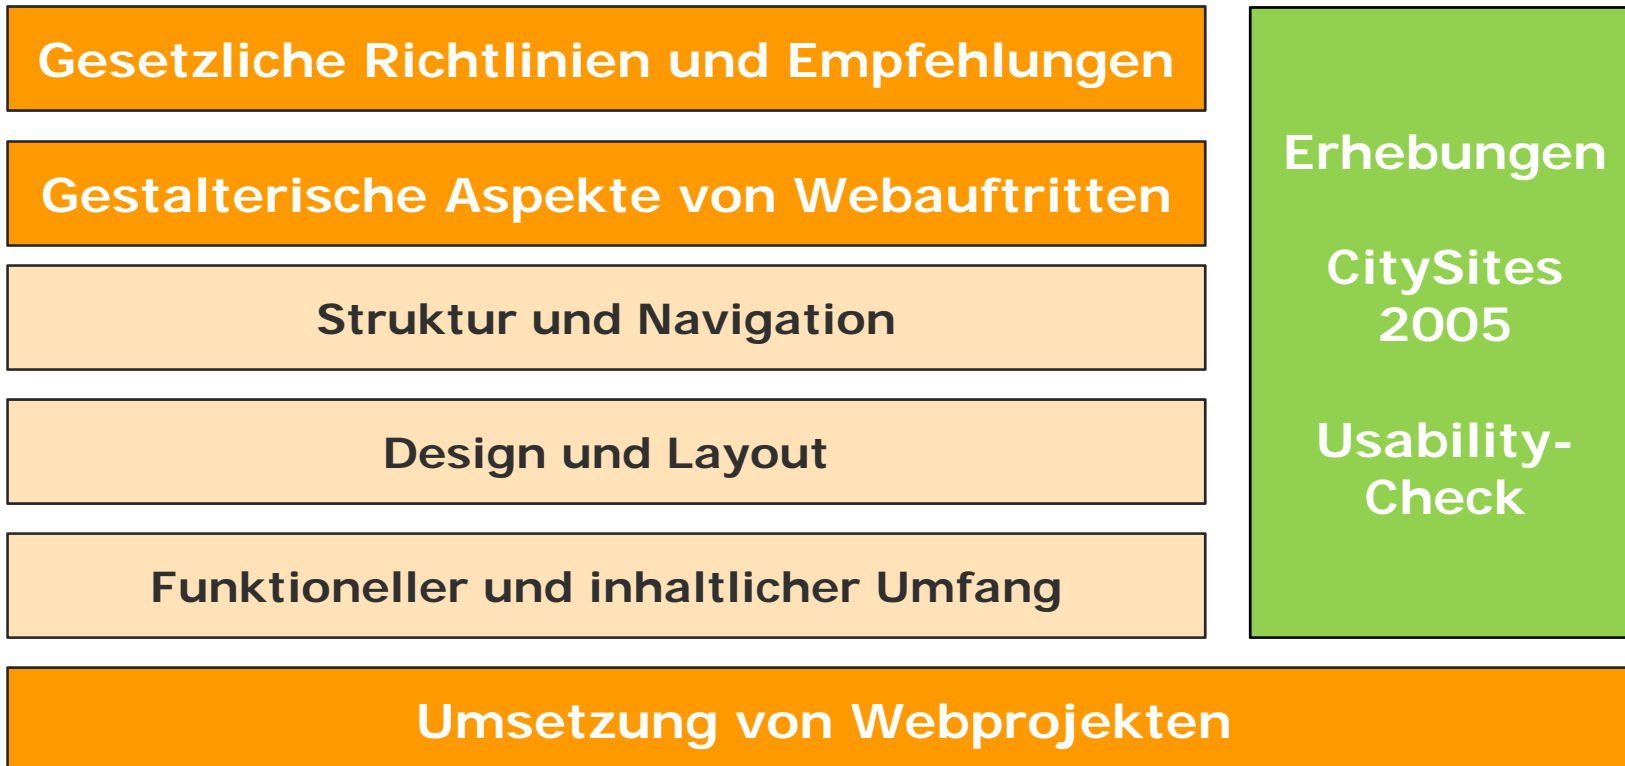 Gesetzliche Richtlinien und Empfehlungen
Gestalterische Aspekte von Webauftritten
Struktur und Navigation
Design und Layout
Funktioneller und inhaltlicher Umfang
Erhebungen
CitySites
2005
Usability-
Check
Umsetzung von Webprojekten